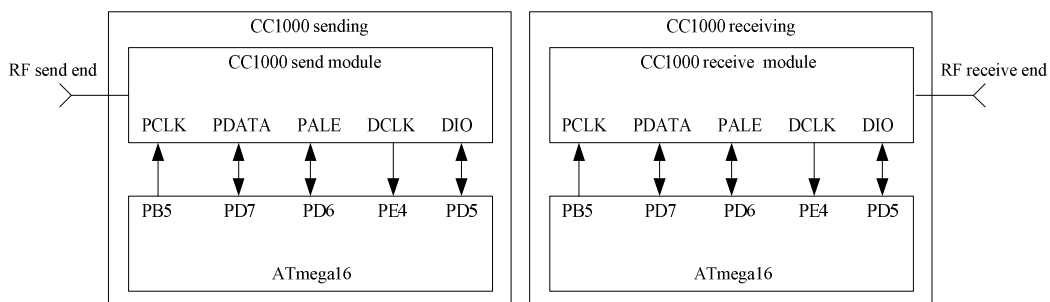 CC1000 sending
CC1000 send module
RF send end
PCLK PDATA PALE DCLK DIO
PB5 PD7 PD6 PE4 PD5
ATmega16
CC1000 receiving
CC1000 receive module
RF receive end
PCLK PDATA PALE DCLK DIO
PB5 PD7 PD6 PE4 PD5
ATmega16